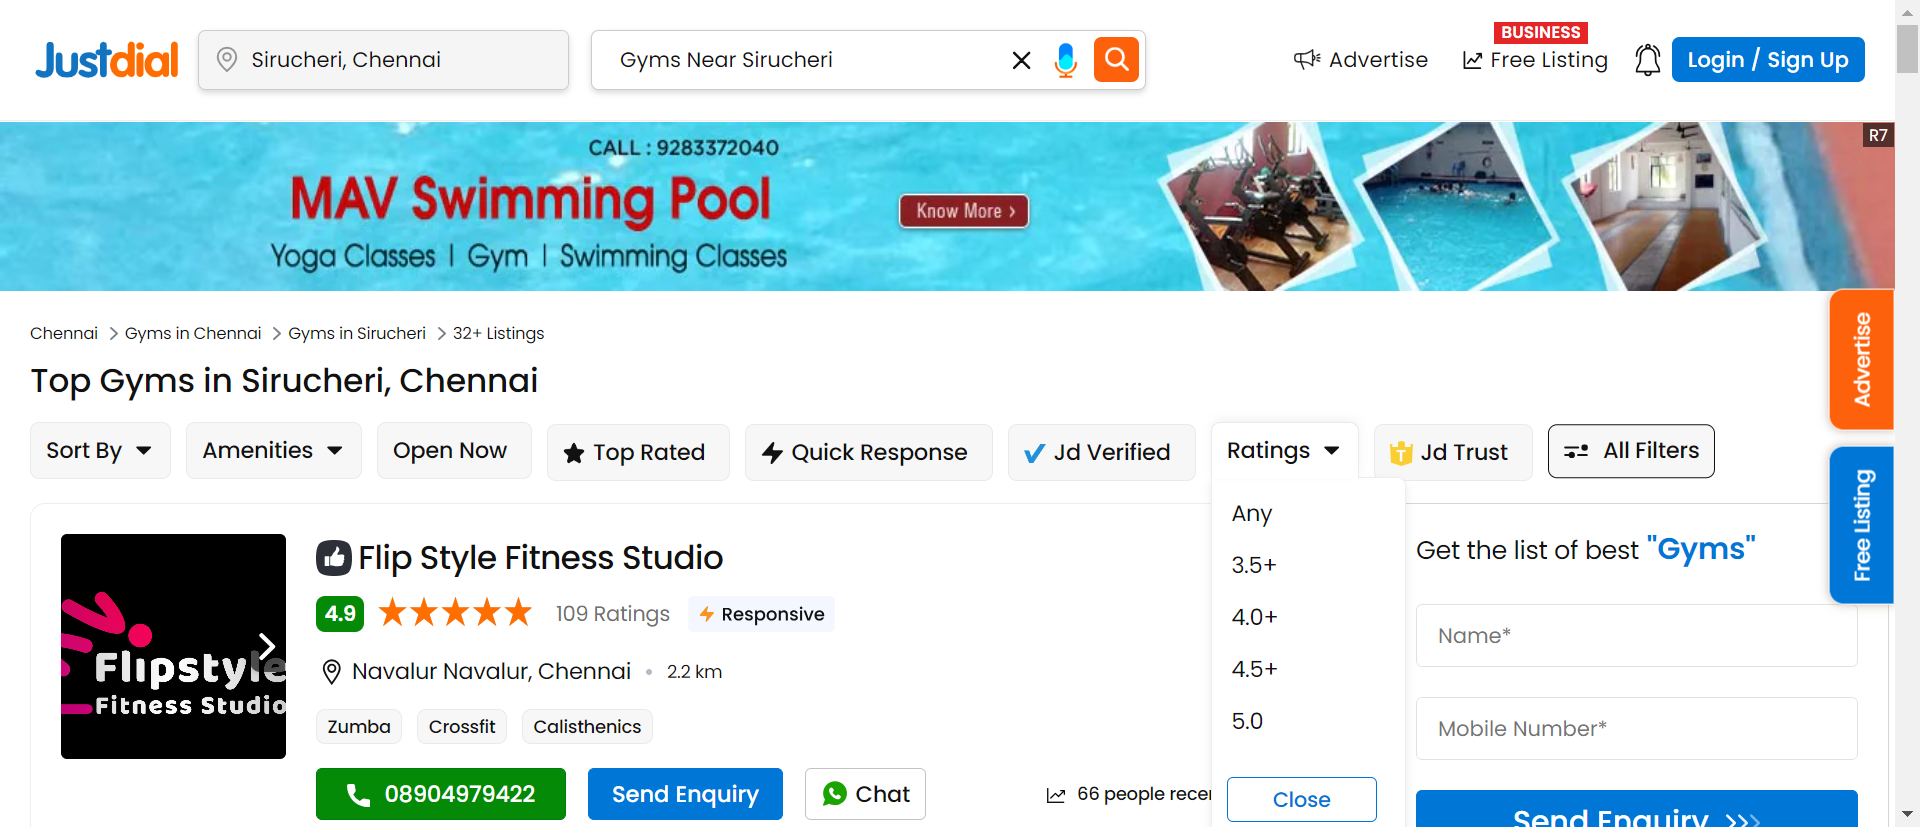 Justdial
Sirucheri, Chennai
Gyms Near Sirucheri
Advertise
BUSINESS
Free Listing
Login / Sign Up
R7
CALL : 9283372040
MAV Swimming Pool
Know More ›
Yoga Classes | Gym | Swimming Classes
Chennai > Gyms in Chennai > Gyms in Sirucheri > 32+ Listings
Top Gyms in Sirucheri, Chennai
Sort By
Amenities
Open Now
Top Rated
Quick Response
Jd Verified
Ratings
T Jd Trust
All Filters
Advertise
Free Listing
Flipstyle
Fitness Studio
Flip Style Fitness Studio
4.9
109 Ratings
Responsive
Navalur Navalur, Chennai • 2.2 km
Zumba
Crossfit
Calisthenics
08904979422
Send Enquiry
Chat
66 people recer
Any
3.5+
4.0+
4.5+
5.0
Close
Get the list of best "Gyms"
Name*
Mobile Number*
Send Enquiry